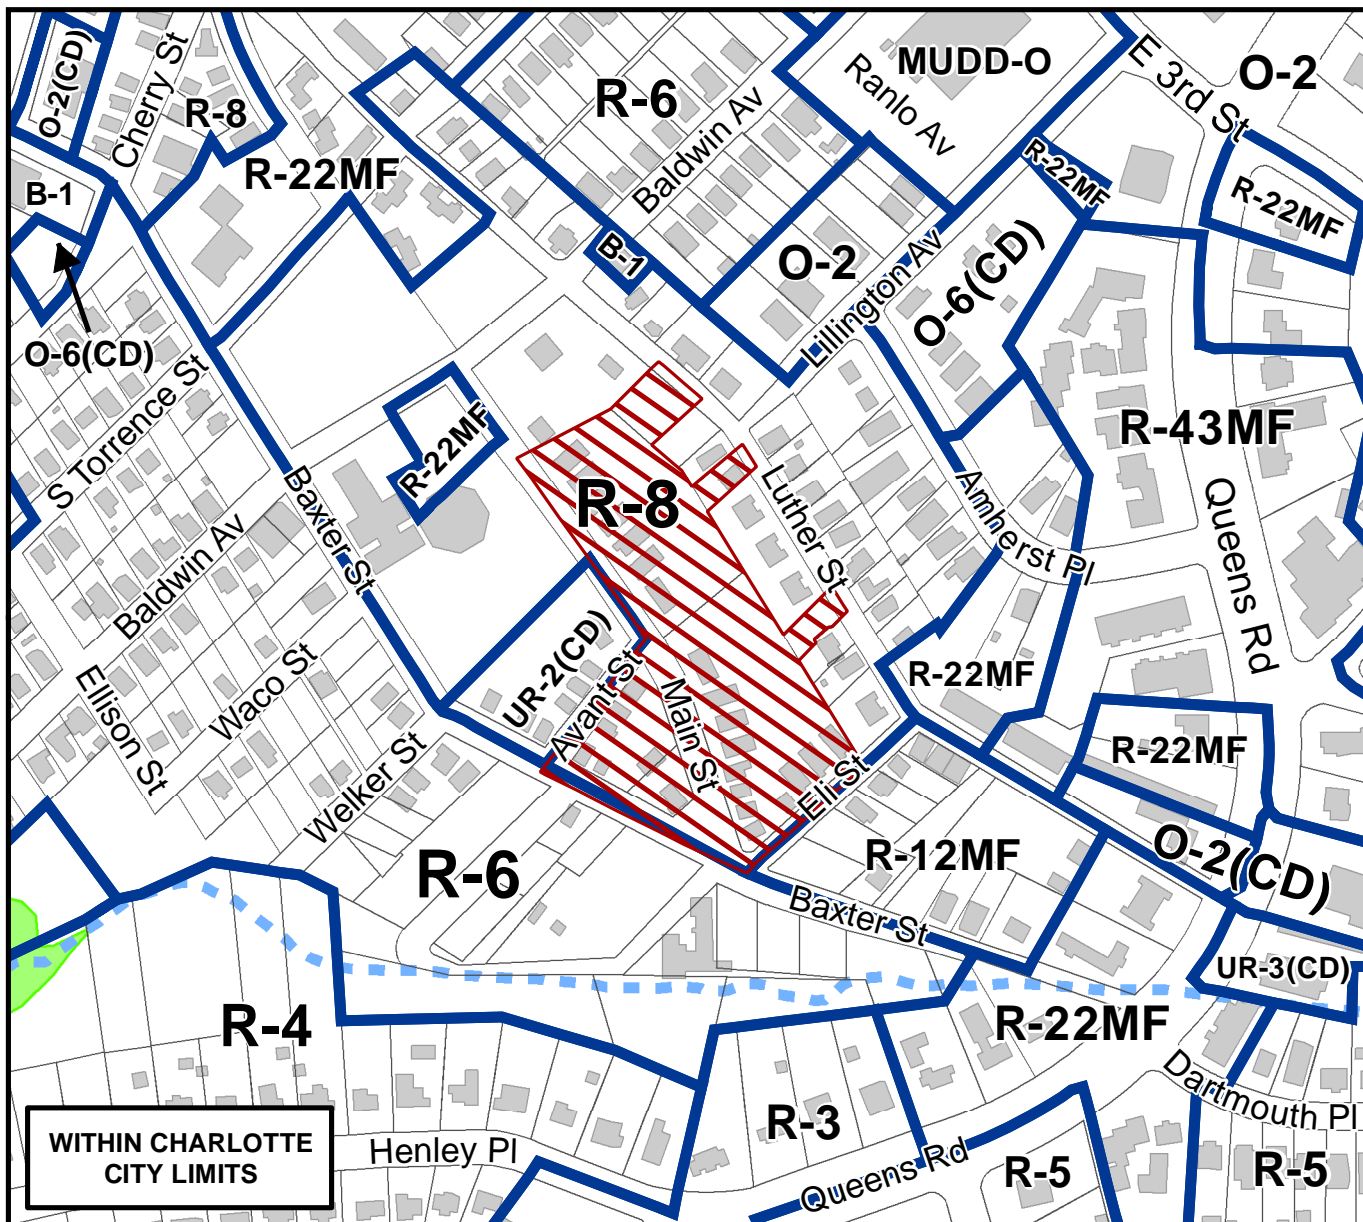 O-2(CD)
Cherry St
R-8
R-22MF
B-1
O-6(CD)
R-6
Baldwin Av
MUDD-O
Ranlo Av
E 3rd St
O-2
R-22MF
R-22MF
B-1
O-2
Lillington Av
O-6(CD)
S Torrence St
R-22MF
Baxter St
Baldwin Av
R-8
Luther St
Amherst Pl
R-43MF
Queens Rd
Ellison St
Waco St
Welker St
UR-2(CD)
Avant St
Main St
Eli St
R-22MF
R-22MF
R-6
R-12MF
O-2(CD)
Baxter St
UR-3(CD)
R-4
R-22MF
Dartmouth Pl
R-3
Henley Pl
Queens Rd
R-5
R-5
WITHIN CHARLOTTE
CITY LIMITS